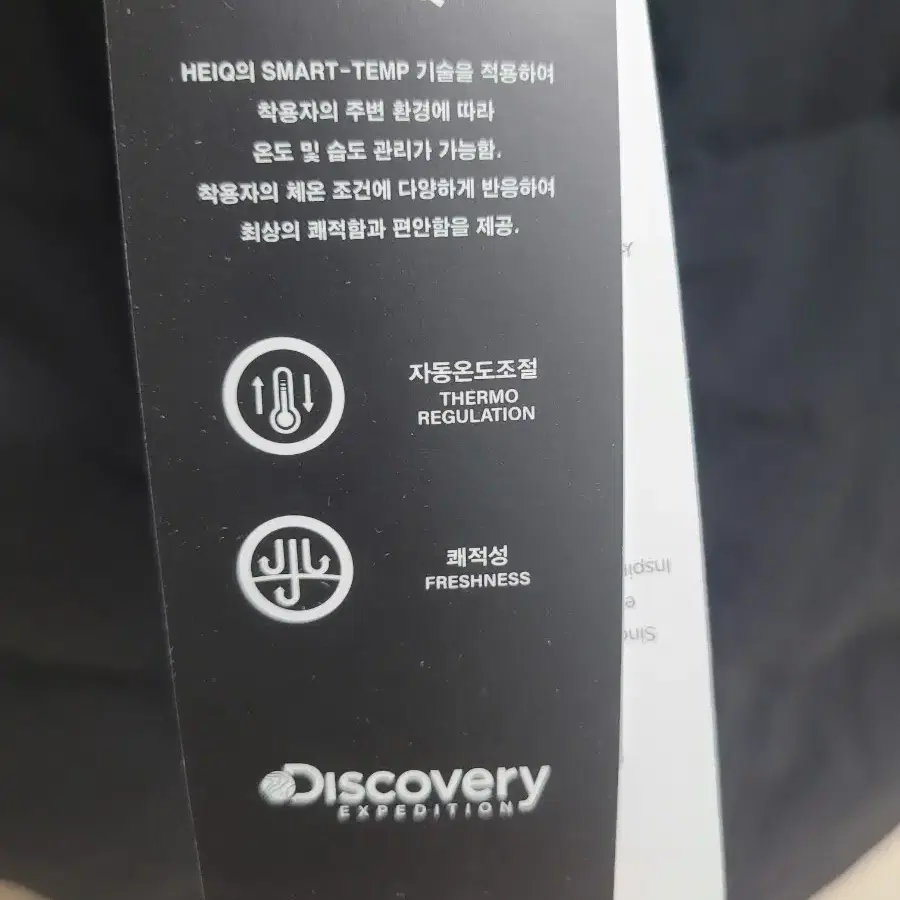 HEIQ의 SMART-TEMP 기술을 적용하여
착용자의 주변 환경에 따라
온도 및 습도 관리가 가능함.
착용자의 체온 조건에 다양하게 반응하여
최상의 쾌적함과 편안함을 제공.
자동온도조절
THERMO
REGULATION
쾌적성
FRESHNESS
DISCOVERY
EXPEDITION